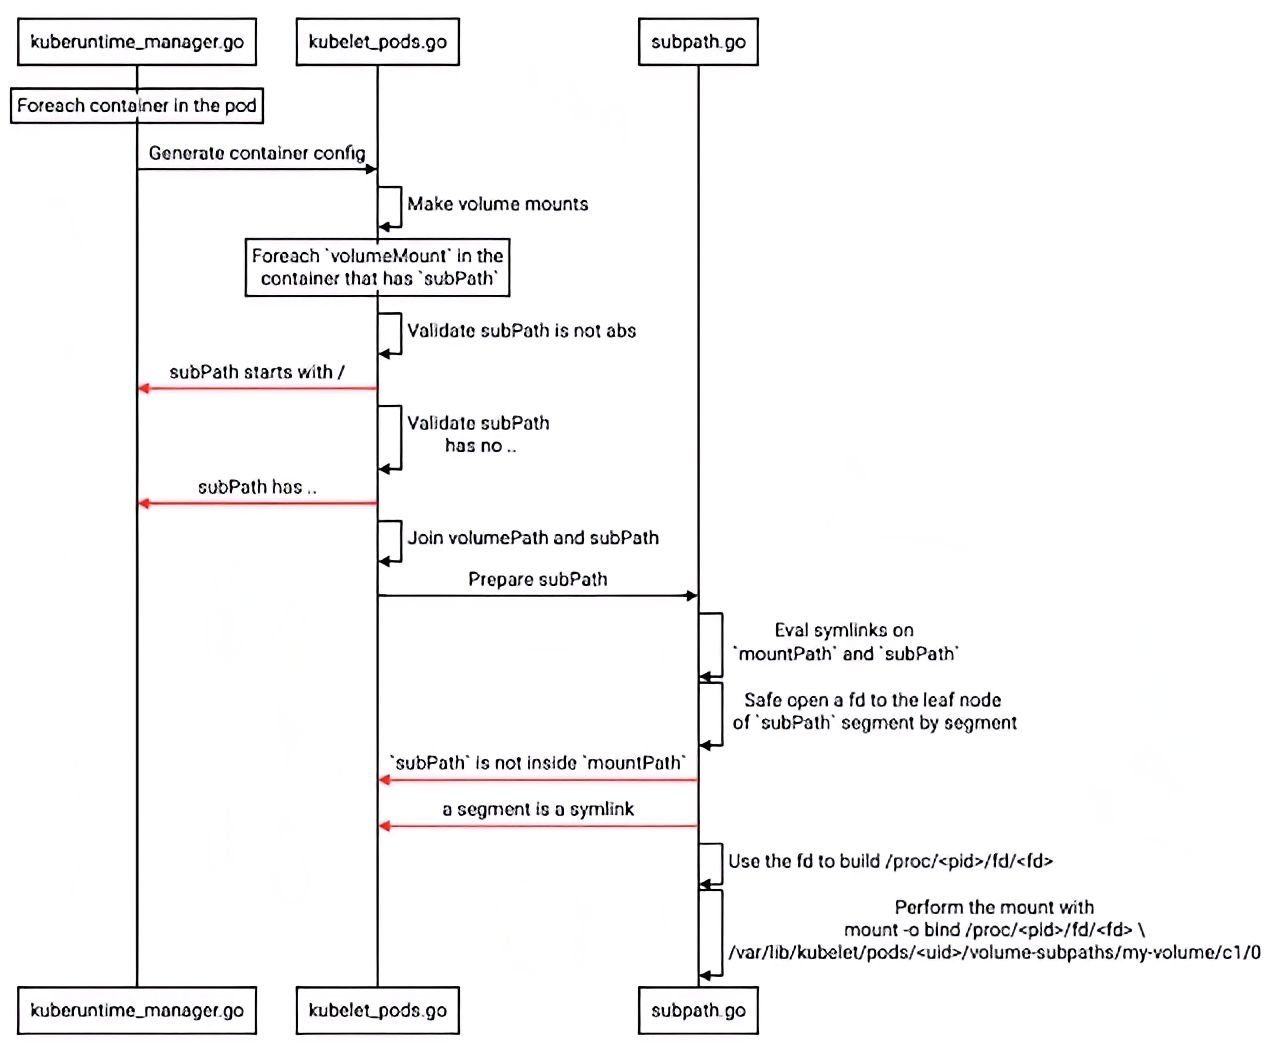 kuberuntime_manager.go
kubelet_pods.go
subpath.go
Foreach container in the pod
Generate container config
Make volume mounts
Foreach `volumeMount` in the
container that has `subPath`
Validate subPath is not abs
subPath starts with /
Validate subPath
has no ..
subPath has ..
Join volumePath and subPath
Prepare subPath
Eval symlinks on
`mountPath` and `subPath`
Safe open a fd to the leaf node
of `subPath` segment by segment
`subPath` is not inside `mountPath`
a segment is a symlink
Use the fd to build /proc/<pid>/fd/<fd>
Perform the mount with
mount -o bind /proc/<pid>/fd/<fd> \
/var/lib/kubelet/pods/<uid>/volume-subpaths/my-volume/c1/0
kuberuntime_manager.go
kubelet_pods.go
subpath.go